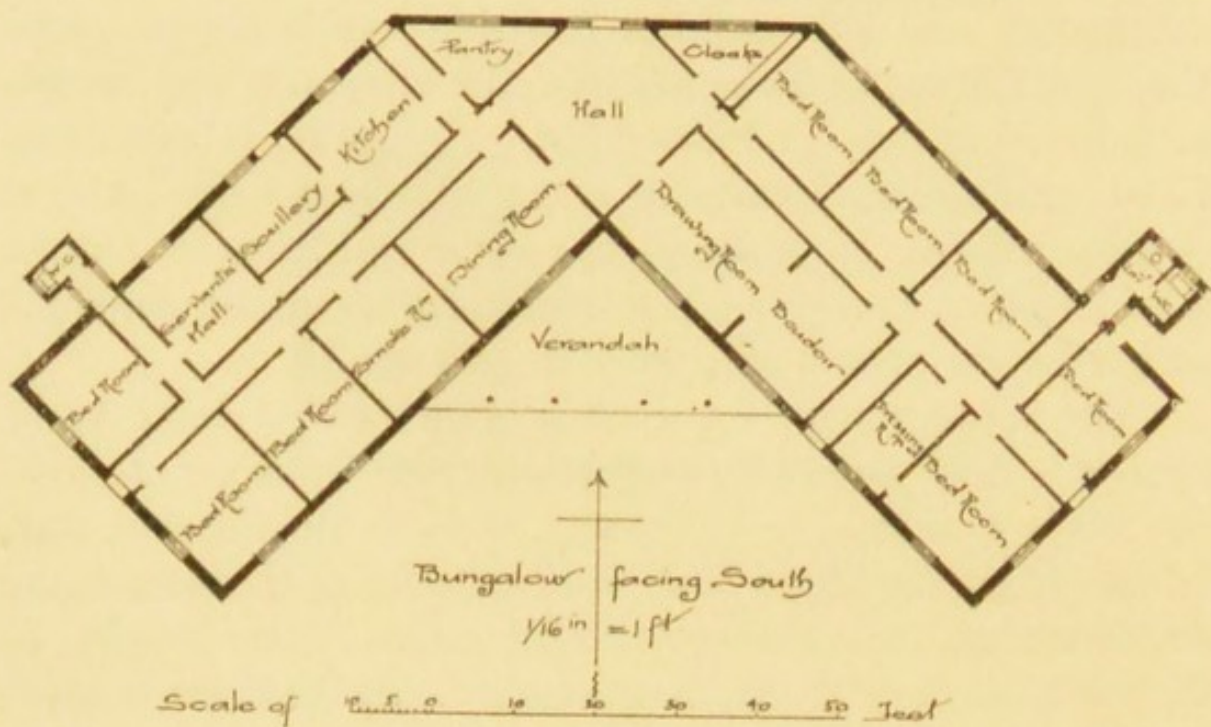 Pantry
Cloaks
Hall
Kitchen
Scullery
Servants'
Hall
W.C
Bed Room
Bed Room
Bed Room
Smoke Rm
Dining Room
Drawing Room
Boudoir
Bed Room
Bed Room
Bed Room
Bed Room
Dressing
Rm
Bed Room
Verandah
Bungalow facing South
1/16 in = 1 ft
Scale of 10 5 0 10 20 30 40 50 Feet